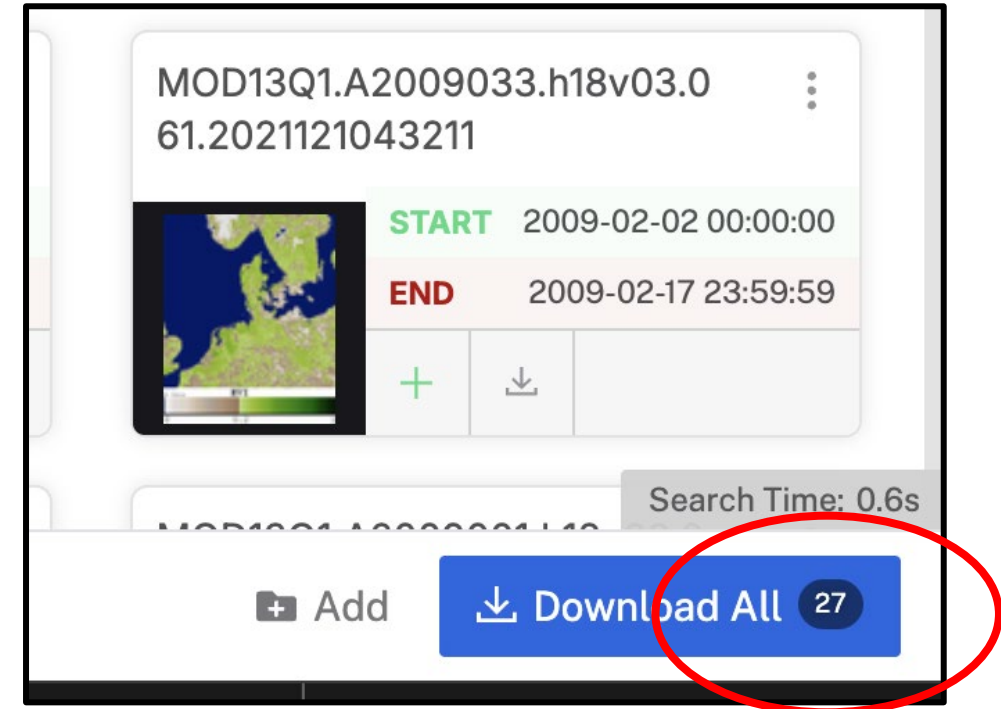 MOD13Q1.A2009033.h18v03.0
61.2021121043211
START 2009-02-02 00:00:00
END 2009-02-17 23:59:59
Search Time: 0.6s
Add
Download All 27